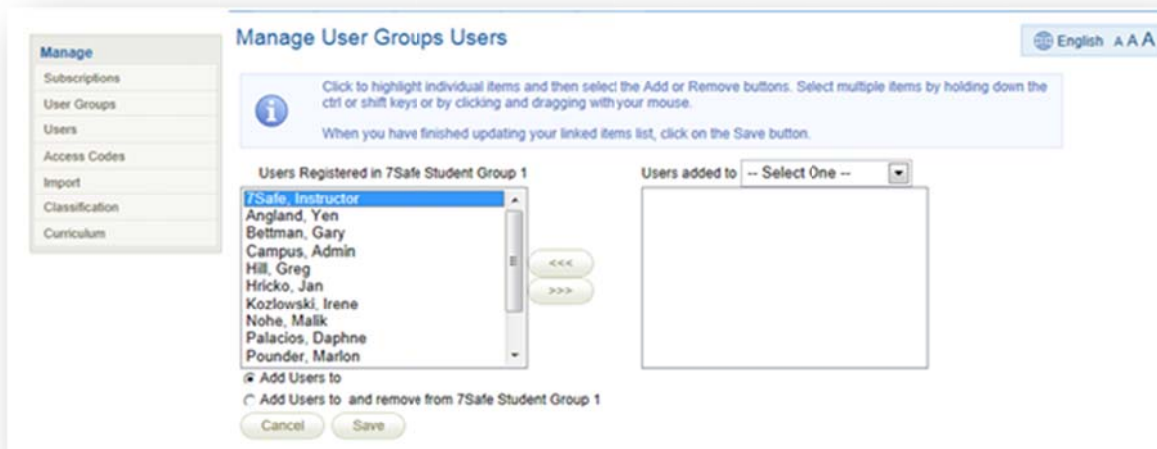 Manage User Groups Users
English A A A
Manage
Subscriptions
User Groups
Users
Access Codes
Import
Classification
Curriculum
Click to highlight individual items and then select the Add or Remove buttons. Select multiple items by holding down the
ctrl or shift keys or by clicking and dragging with your mouse.
When you have finished updating your linked items list, click on the Save button.
Users Registered in 7Safe Student Group 1
7Safe, Instructor
Angland, Yen
Bettman, Gary
Campus, Admin
Hill, Greg
Hricko, Jan
Kozlowski, Irene
Nohe, Malik
Palacios, Daphne
Pounder, Marlon
<<<
>>>
Users added to -- Select One --
Add Users to
Add Users to and remove from 7Safe Student Group 1
Cancel Save